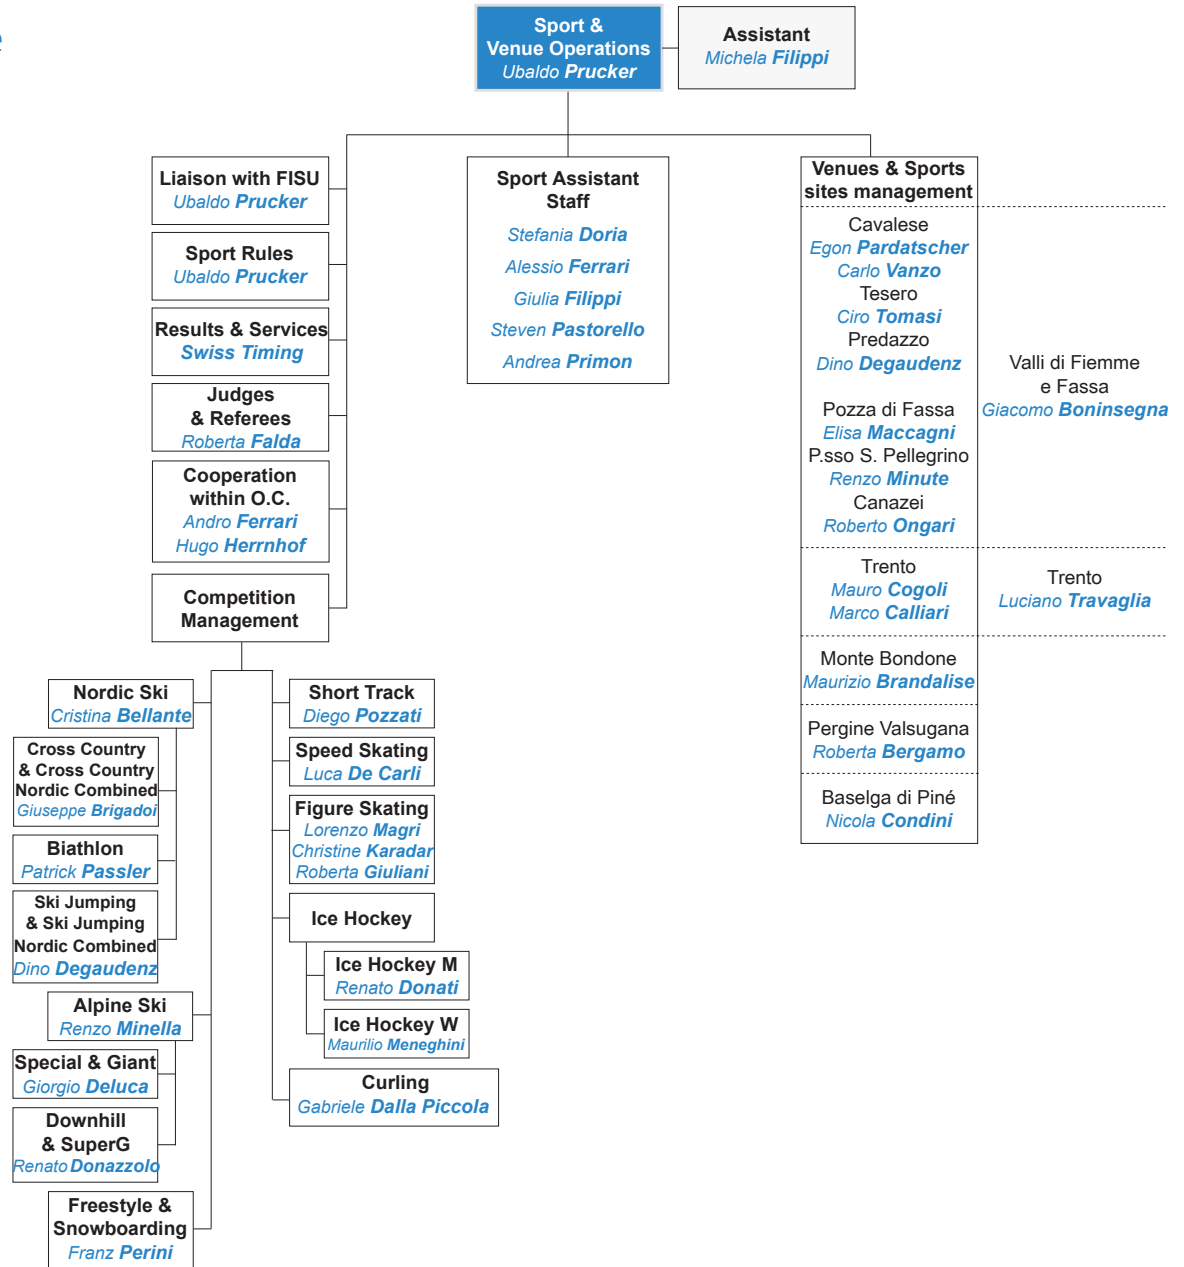 e
Sport &
Venue Operations
Ubaldo Prucker
Assistant
Michela Filippi
Liaison with FISU
Ubaldo Prucker
Sport Rules
Ubaldo Prucker
Results & Services
Swiss Timing
Judges
& Referees
Roberta Falda
Cooperation
within O.C.
Andro Ferrari
Hugo Herrnhof
Competition
Management
Sport Assistant
Staff
Stefania Doria
Alessio Ferrari
Giulia Filippi
Steven Pastorello
Andrea Primon
Venues & Sports
sites management
Cavalese
Egon Pardatscher
Carlo Vanzo
Tesero
Ciro Tomasi
Predazzo
Dino Degaudenz
Pozza di Fassa
Elisa Maccagni
P.sso S. Pellegrino
Renzo Minute
Canazei
Roberto Ongari
Valli di Fiemme
e Fassa
Giacomo Boninsegna
Trento
Mauro Cogoli
Marco Calliari
Trento
Luciano Travaglia
Monte Bondone
Maurizio Brandalise
Pergine Valsugana
Roberta Bergamo
Baselga di Piné
Nicola Condini
Nordic Ski
Cristina Bellante
Cross Country
& Cross Country
Nordic Combined
Giuseppe Brigadoi
Biathlon
Patrick Passler
Ski Jumping
& Ski Jumping
Nordic Combined
Dino Degaudenz
Alpine Ski
Renzo Minella
Special & Giant
Giorgio Deluca
Downhill
& SuperG
Renato Donazzolo
Freestyle &
Snowboarding
Franz Perini
Short Track
Diego Pozzati
Speed Skating
Luca De Carli
Figure Skating
Lorenzo Magri
Christine Karadar
Roberta Giuliani
Ice Hockey
Ice Hockey M
Renato Donati
Ice Hockey W
Maurilio Meneghini
Curling
Gabriele Dalla Piccola